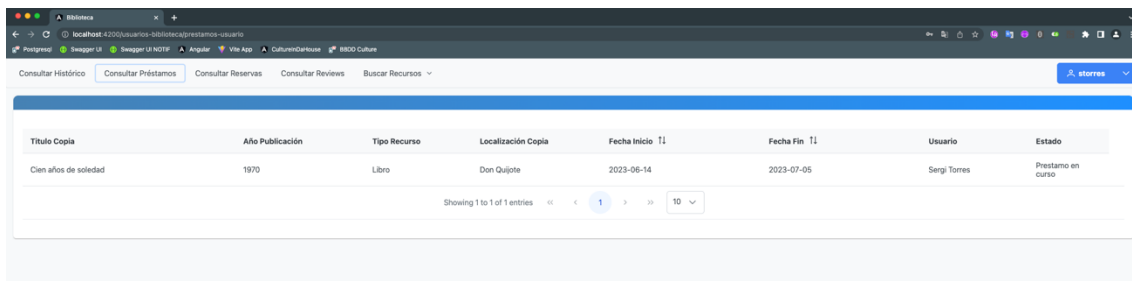 Biblioteca
localhost:4200/usuarios-biblioteca/prestamos-usuario
Postgresql Swagger UI Swagger UI NOTIF Angular Vite App CultureInDaHouse BBDD Culture
Consultar Histórico Consultar Préstamos Consultar Reservas Consultar Reviews Buscar Recursos storres
Titulo Copia Año Publicación Tipo Recurso Localización Copia Fecha Inicio Fecha Fin Usuario Estado
Cien años de soledad 1970 Libro Don Quijote 2023-06-14 2023-07-05 Sergi Torres Prestamo en
curso
Showing 1 to 1 of 1 entries « ‹ 1 › » 10